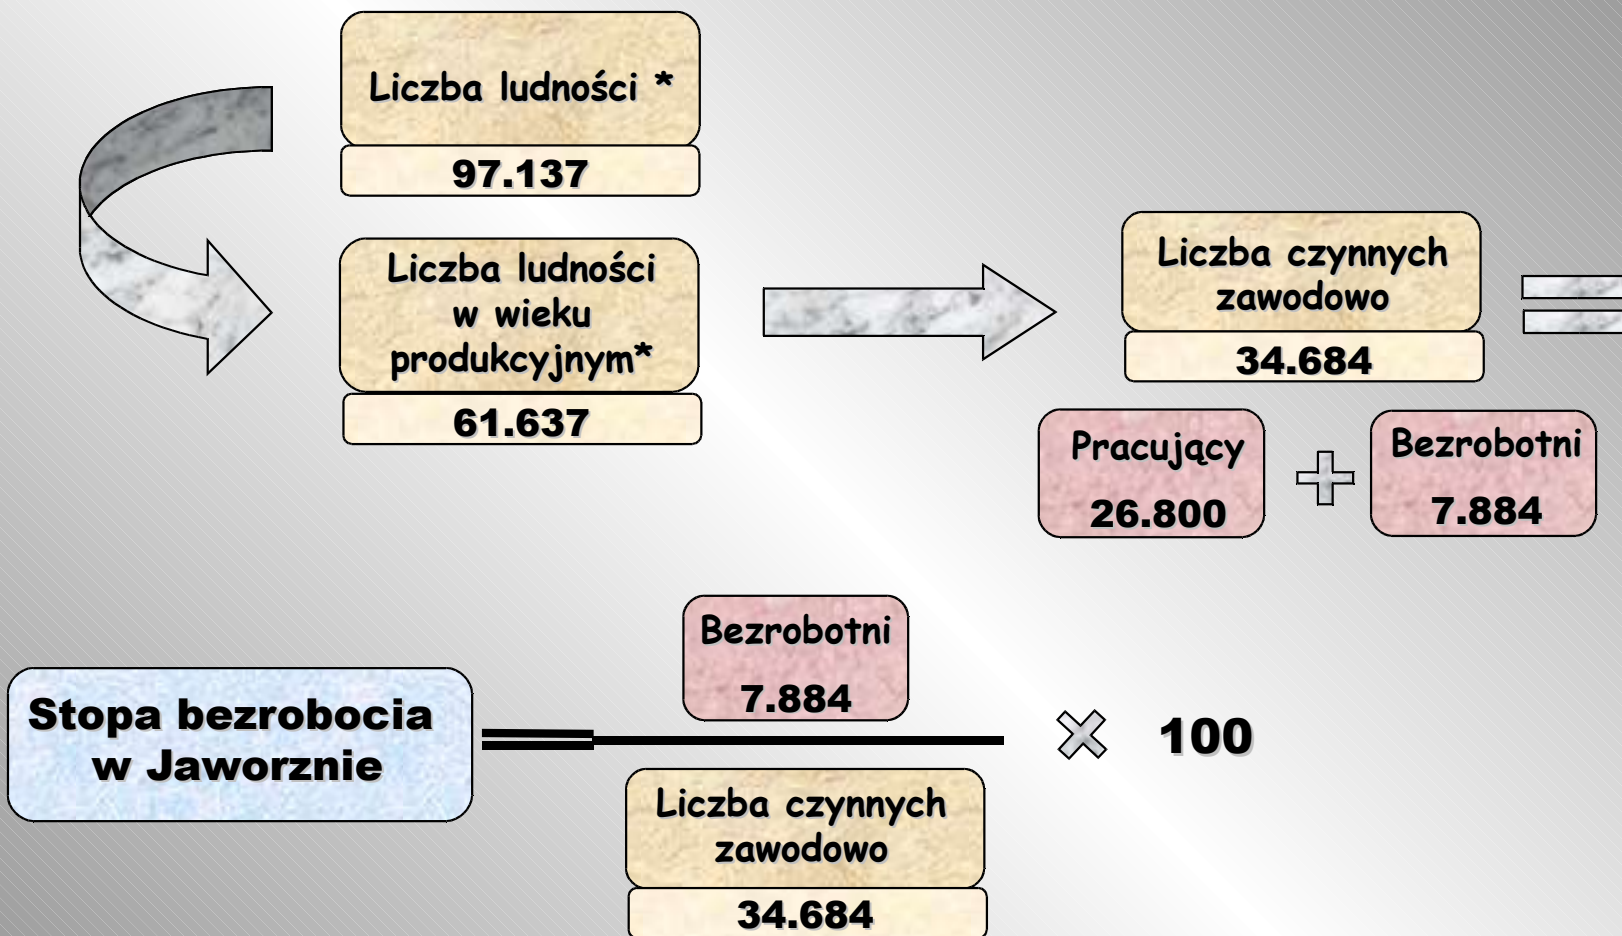 Liczba ludności *
97.137
Liczba ludności
w wieku
produkcyjnym*
61.637
Liczba czynnych
zawodowo
34.684
Pracujący
26.800
Bezrobotni
7.884
Stopa bezrobocia
w Jaworznie
Bezrobotni
7.884
100
Liczba czynnych
zawodowo
34.684